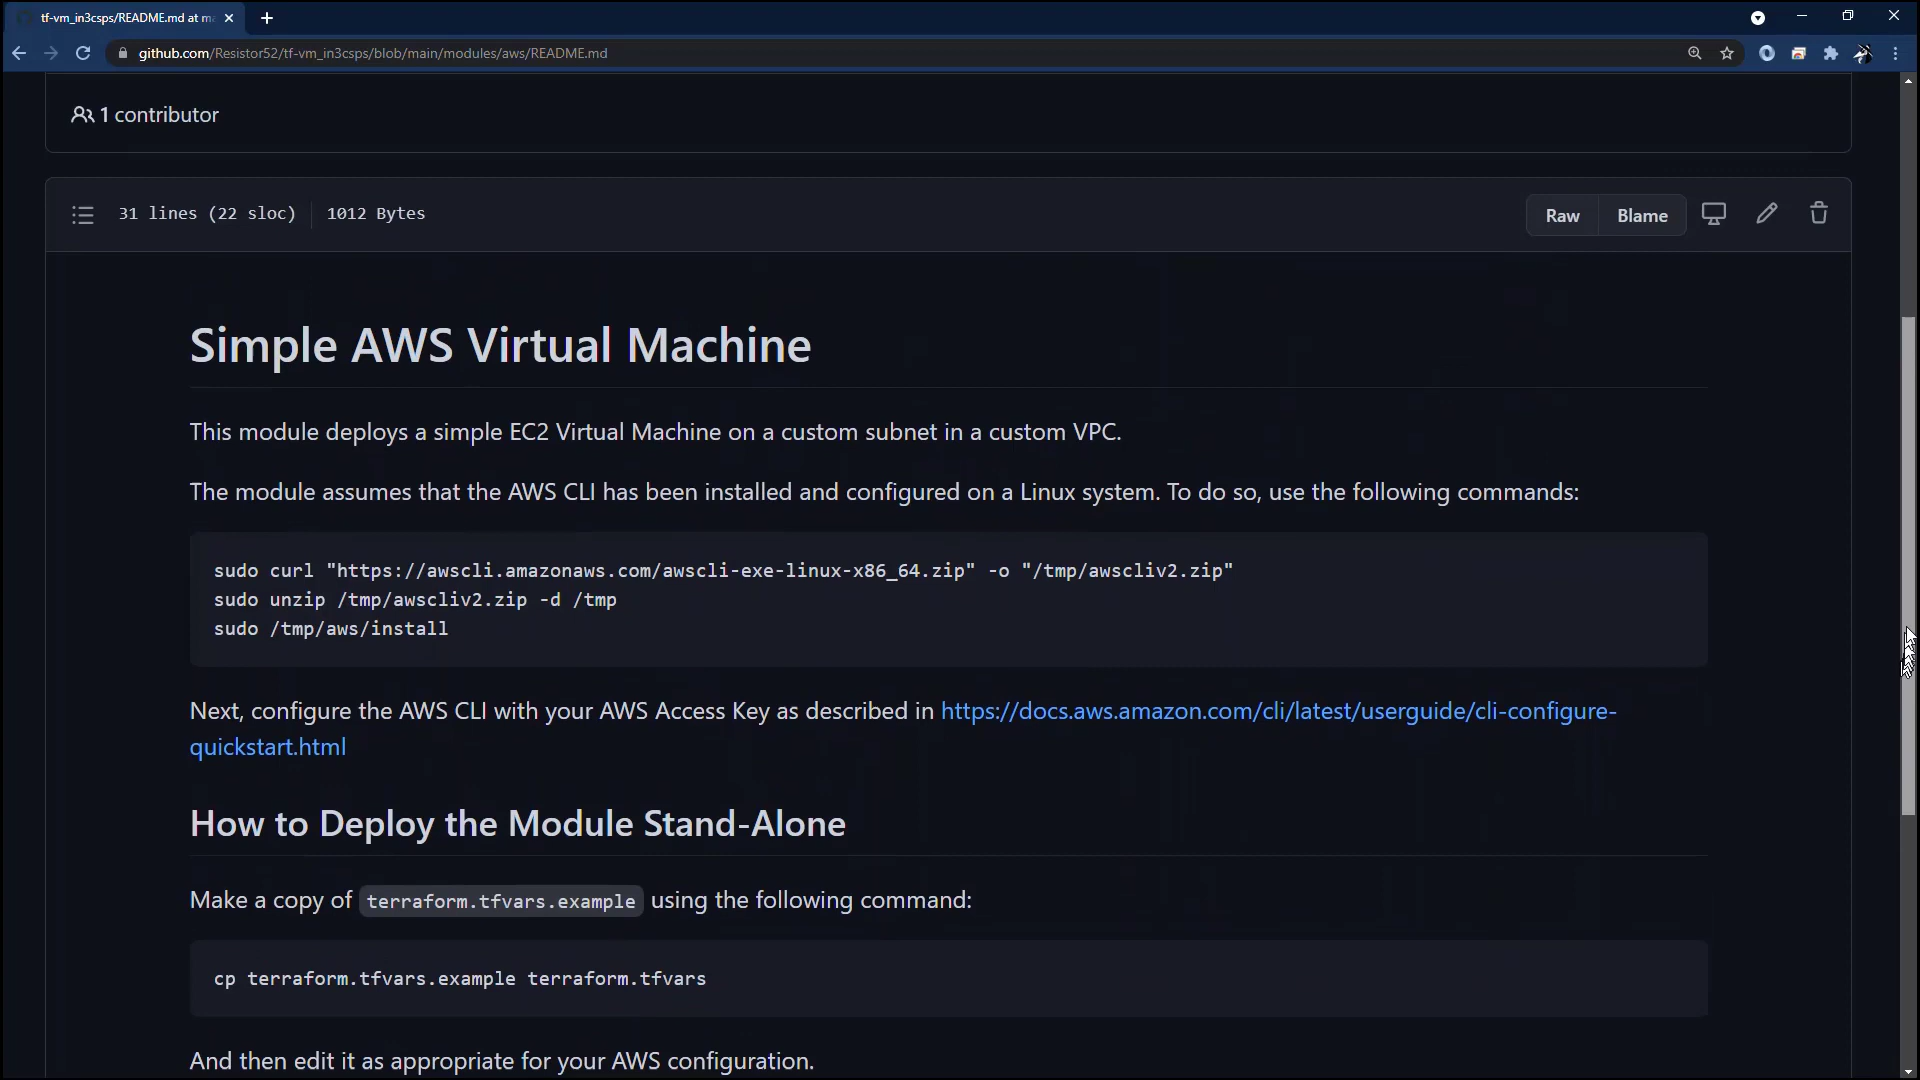 tf-vm_in3csps/README.md at ma
github.com/Resistor52/tf-vm_in3csps/blob/main/modules/aws/README.md
1 contributor
31 lines (22 sloc) 1012 Bytes
Raw Blame
Simple AWS Virtual Machine
This module deploys a simple EC2 Virtual Machine on a custom subnet in a custom VPC.
The module assumes that the AWS CLI has been installed and configured on a Linux system. To do so, use the following commands:
sudo curl "https://awscli.amazonaws.com/awscli-exe-linux-x86_64.zip" -o "/tmp/awscliv2.zip"
sudo unzip /tmp/awscliv2.zip -d /tmp
sudo /tmp/aws/install
Next, configure the AWS CLI with your AWS Access Key as described in https://docs.aws.amazon.com/cli/latest/userguide/cli-configure-
quickstart.html
How to Deploy the Module Stand-Alone
Make a copy of terraform.tfvars.example using the following command:
cp terraform.tfvars.example terraform.tfvars
And then edit it as appropriate for your AWS configuration.